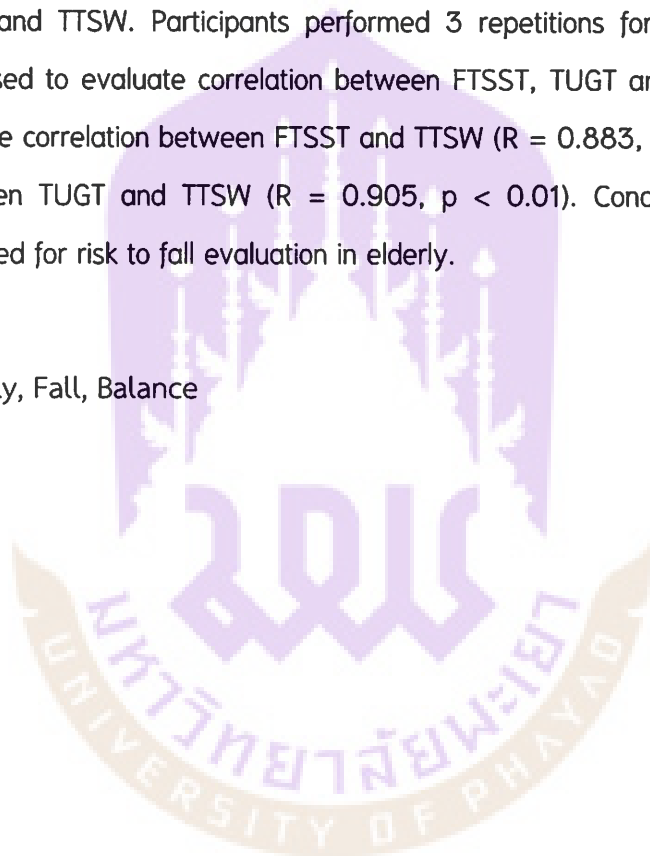 and TTSW. Participants performed 3 repetitions for
sed to evaluate correlation between FTSST, TUGT an
e correlation between FTSST and TTSW (R = 0.883,
en TUGT and TTSW (R = 0.905, p < 0.01). Conc
ed for risk to fall evaluation in elderly.
ly, Fall, Balance
มหาวิทยาลัยพะเยา
UNIVERSITY OF PHAYAO